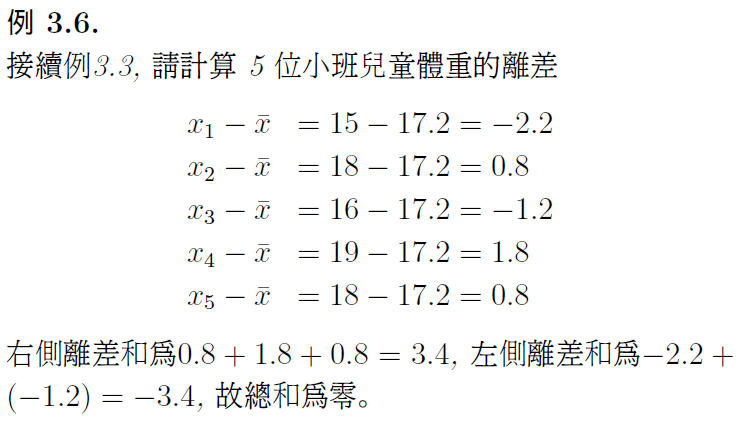 例 3.6.
接續例3.3, 請計算 5 位小班兒童體重的離差
x₁ − x̄ = 15 − 17.2 = −2.2
x₂ − x̄ = 18 − 17.2 = 0.8
x₃ − x̄ = 16 − 17.2 = −1.2
x₄ − x̄ = 19 − 17.2 = 1.8
x₅ − x̄ = 18 − 17.2 = 0.8
右側離差和為0.8 + 1.8 + 0.8 = 3.4, 左側離差和為−2.2 +
(−1.2) = −3.4, 故總和為零。